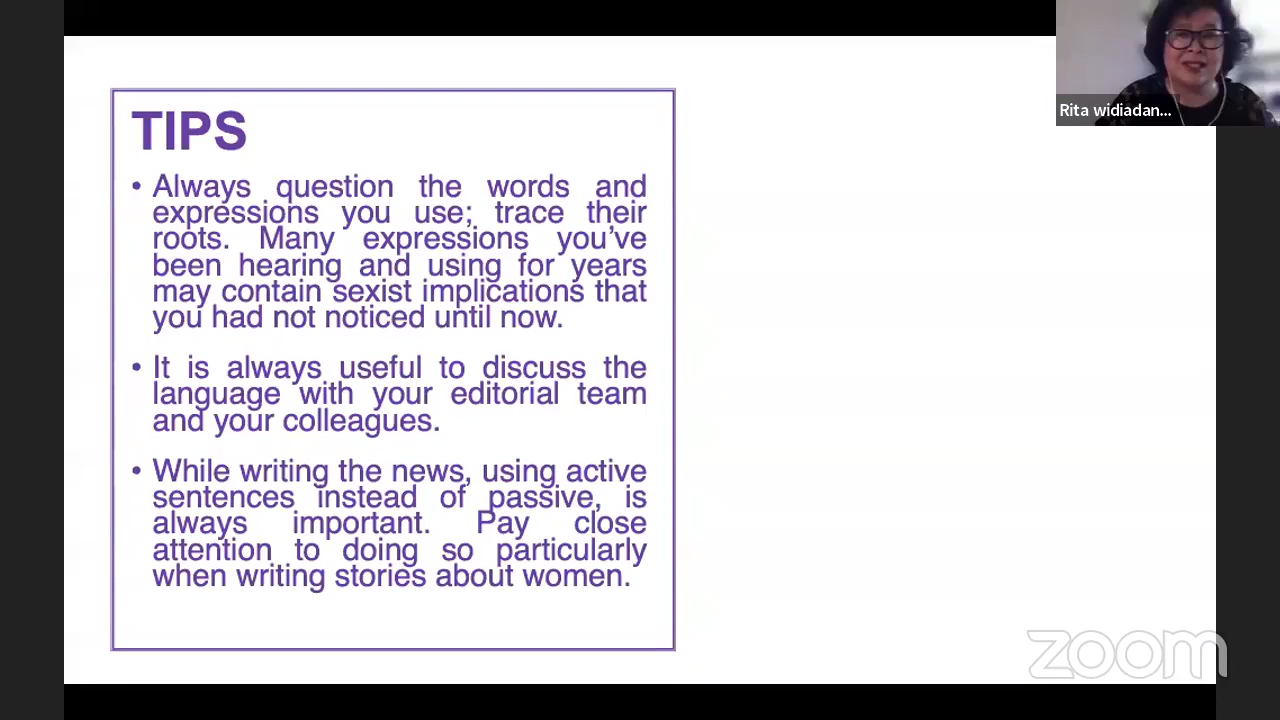 TIPS
• Always question the words and
expressions you use; trace their
roots. Many expressions you’ve
been hearing and using for years
may contain sexist implications that
you had not noticed until now.
• It is always useful to discuss the
language with your editorial team
and your colleagues.
• While writing the news, using active
sentences instead of passive, is
always important. Pay close
attention to doing so particularly
when writing stories about women.
Rita widiadan...
zoom